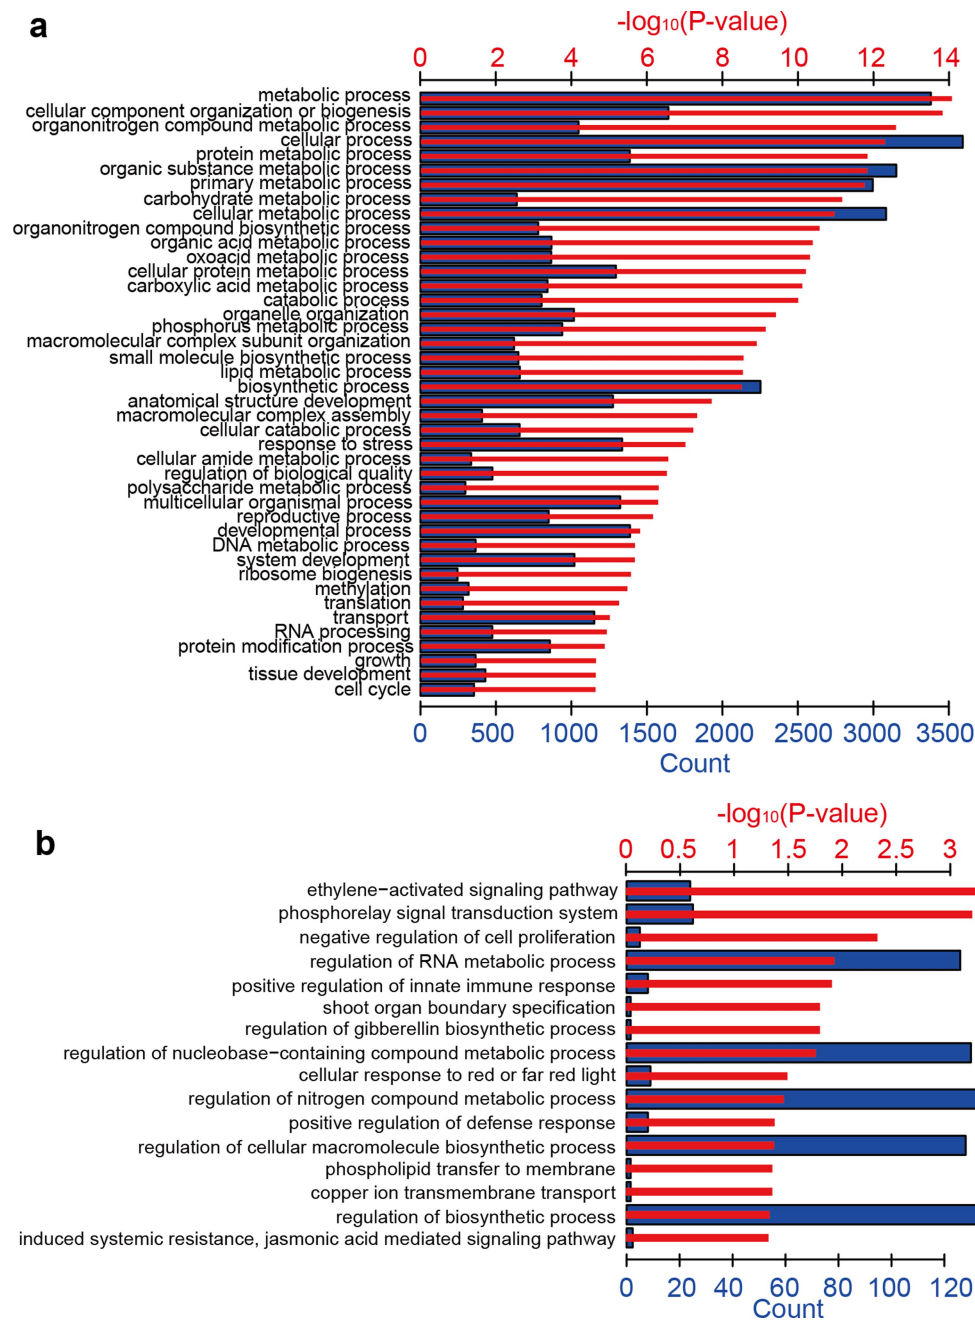 a
-log10(P-value)
0 2 4 6 8 10 12 14
metabolic process
cellular component organization or biogenesis
organonitrogen compound metabolic process
cellular process
protein metabolic process
organic substance metabolic process
primary metabolic process
carbohydrate metabolic process
cellular metabolic process
organonitrogen compound biosynthetic process
organic acid metabolic process
oxoacid metabolic process
cellular protein metabolic process
carboxylic acid metabolic process
catabolic process
organelle organization
phosphorus metabolic process
macromolecular complex subunit organization
small molecule biosynthetic process
lipid metabolic process
biosynthetic process
anatomical structure development
macromolecular complex assembly
cellular catabolic process
response to stress
cellular amide metabolic process
regulation of biological quality
polysaccharide metabolic process
multicellular organismal process
reproductive process
developmental process
DNA metabolic process
system development
ribosome biogenesis
methylation
translation
transport
RNA processing
protein modification process
growth
tissue development
cell cycle
0 500 1000 1500 2000 2500 3000 3500
Count
b
-log10(P-value)
0 0.5 1 1.5 2 2.5 3
ethylene−activated signaling pathway
phosphorelay signal transduction system
negative regulation of cell proliferation
regulation of RNA metabolic process
positive regulation of innate immune response
shoot organ boundary specification
regulation of gibberellin biosynthetic process
regulation of nucleobase−containing compound metabolic process
cellular response to red or far red light
regulation of nitrogen compound metabolic process
positive regulation of defense response
regulation of cellular macromolecule biosynthetic process
phospholipid transfer to membrane
copper ion transmembrane transport
regulation of biosynthetic process
induced systemic resistance, jasmonic acid mediated signaling pathway
0 20 40 60 80 100 120
Count